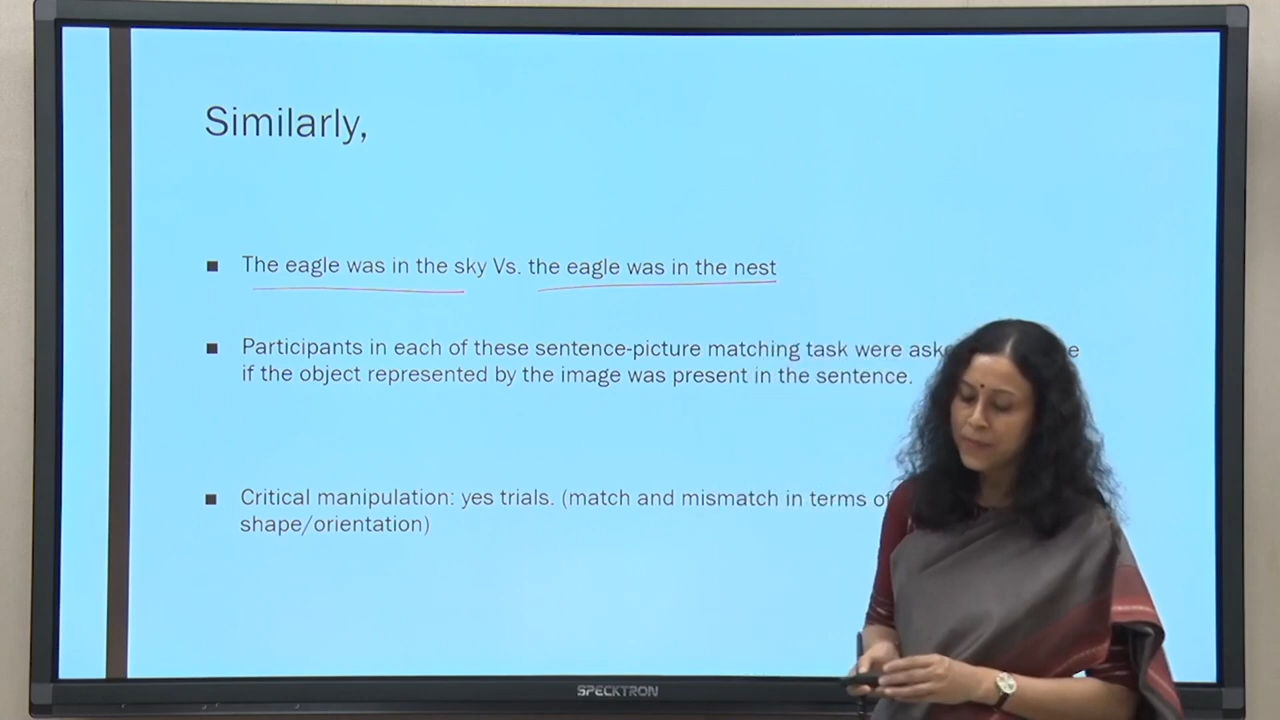 Similarly,
■ The eagle was in the sky Vs. the eagle was in the nest
■ Participants in each of these sentence-picture matching task were
if the object represented by the image was present in the sentence.
■ Critical manipulation: yes trials. (match and mismatch in terms of
shape/orientation)
SPECKTRON